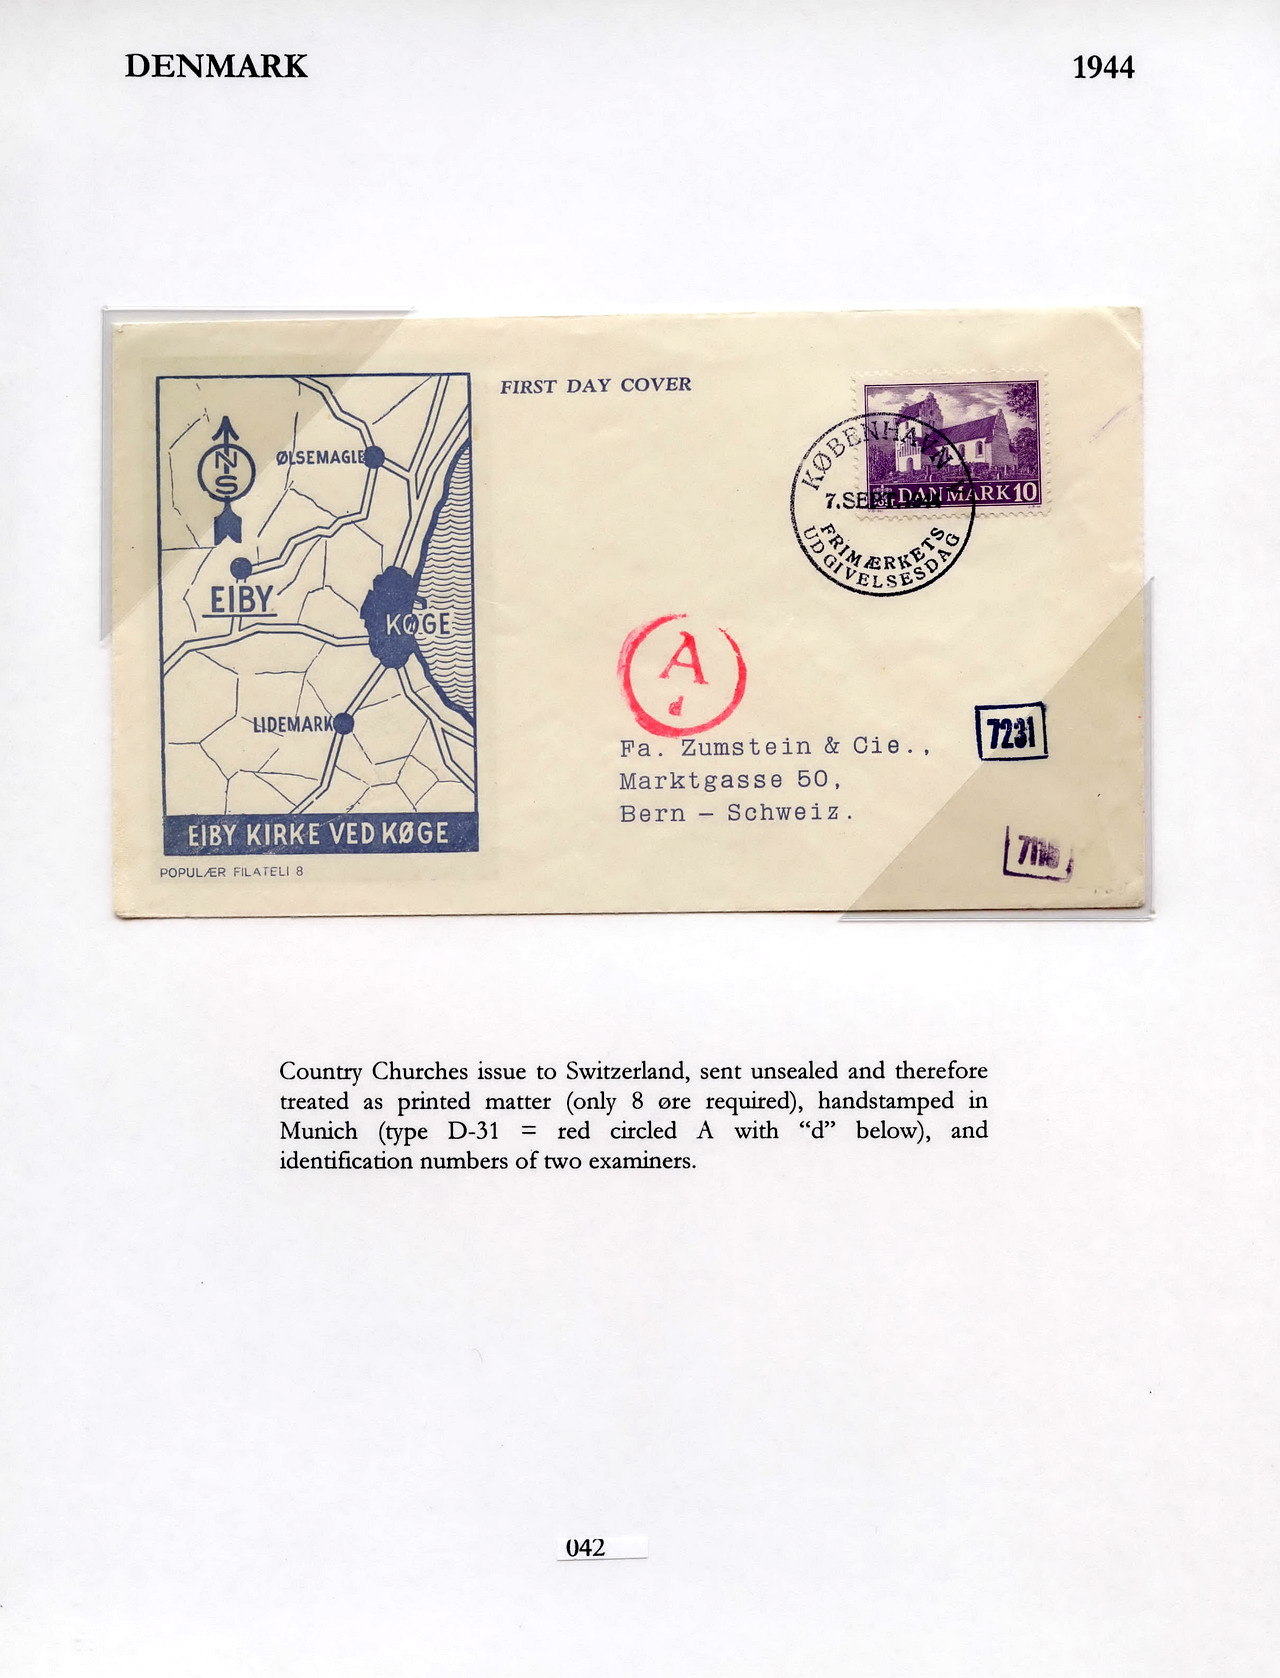 DENMARK 1944
FIRST DAY COVER
N
S
ØLSEMAGLE
EIBY
KØGE
LIDEMARK
EIBY KIRKE VED KØGE
POPULÆR FILATELI 8
DANMARK 10
KØBENHAVN
7. SEPT.
FRIMÆRKETS
UDGIVELSESDAG
A
d
Fa. Zumstein & Cie.,
Marktgasse 50,
Bern – Schweiz.
7231
Country Churches issue to Switzerland, sent unsealed and therefore
treated as printed matter (only 8 øre required), handstamped in
Munich (type D-31 = red circled A with “d” below), and
identification numbers of two examiners.
042